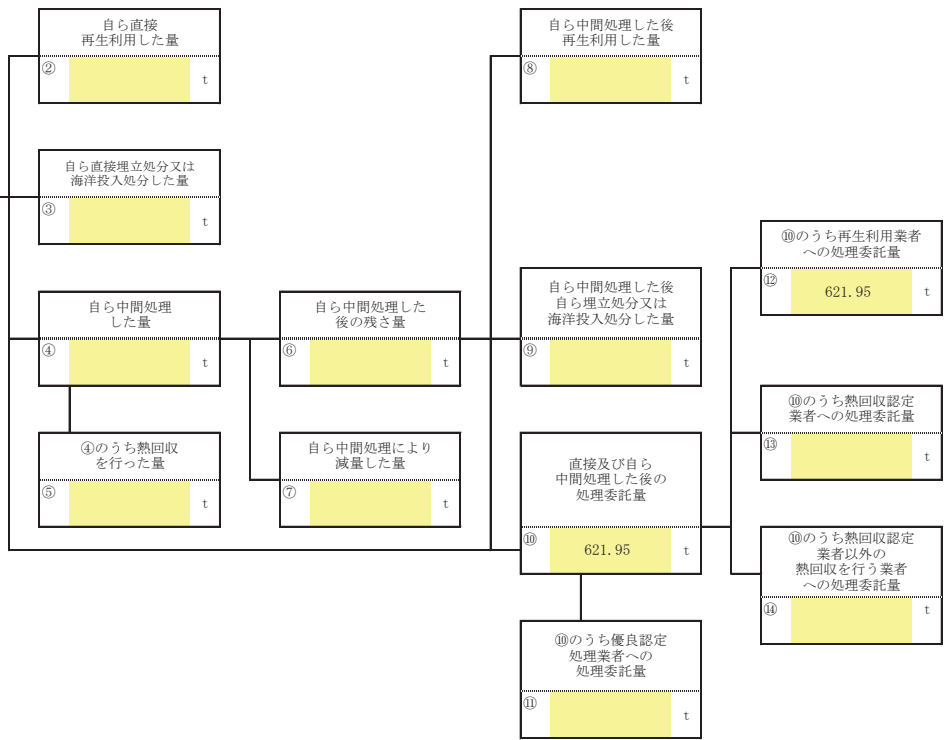 自ら直接
再生利用した量
②
t
自ら直接埋立処分又は
海洋投入処分した量
③
t
自ら中間処理
した量
④
t
④のうち熱回収
を行った量
⑤
t
自ら中間処理した
後の残さ量
⑥
t
自ら中間処理により
減量した量
⑦
t
自ら中間処理した後
再生利用した量
⑧
t
自ら中間処理した後
自ら埋立処分又は
海洋投入処分した量
⑨
t
直接及び自ら
中間処理した後の
処理委託量
⑩
621.95
t
⑩のうち優良認定
処理業者への
処理委託量
⑪
t
⑩のうち再生利用業者
への処理委託量
⑫
621.95
t
⑩のうち熱回収認定
業者への処理委託量
⑬
t
⑩のうち熱回収認定
業者以外の
熱回収を行う業者
への処理委託量
⑭
t